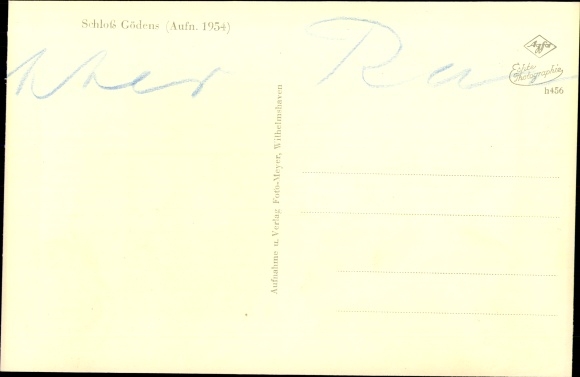 Schloß Gödens (Aufn. 1954)
Agfa
Echte
Photographie
h456
Aufnahme u. Verlag Foto-Meyer, Wilhelmshaven